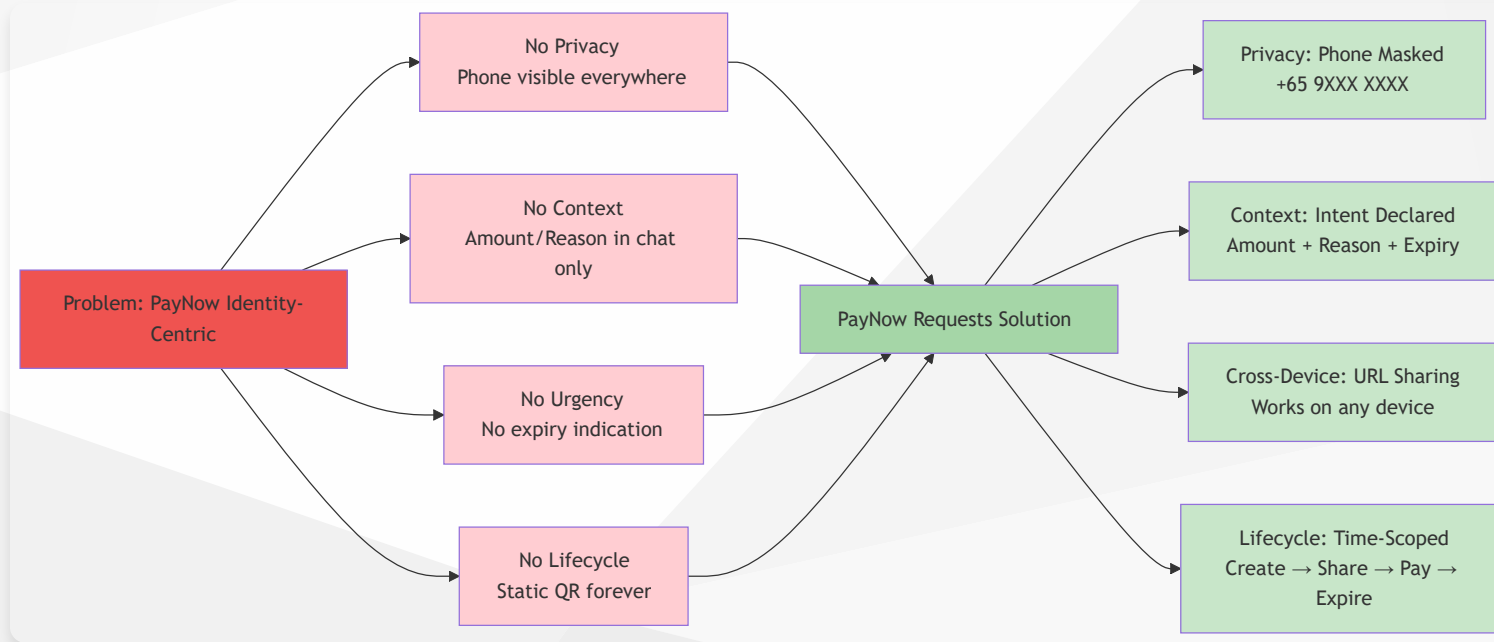 No Privacy
Phone visible everywhere
Privacy: Phone Masked
+65 9XXX XXXX
No Context
Amount/Reason in chat
only
Context: Intent Declared
Amount + Reason + Expiry
Problem: PayNow Identity-
Centric
PayNow Requests Solution
No Urgency
No expiry indication
Cross-Device: URL Sharing
Works on any device
No Lifecycle
Static QR forever
Lifecycle: Time-Scoped
Create → Share → Pay →
Expire